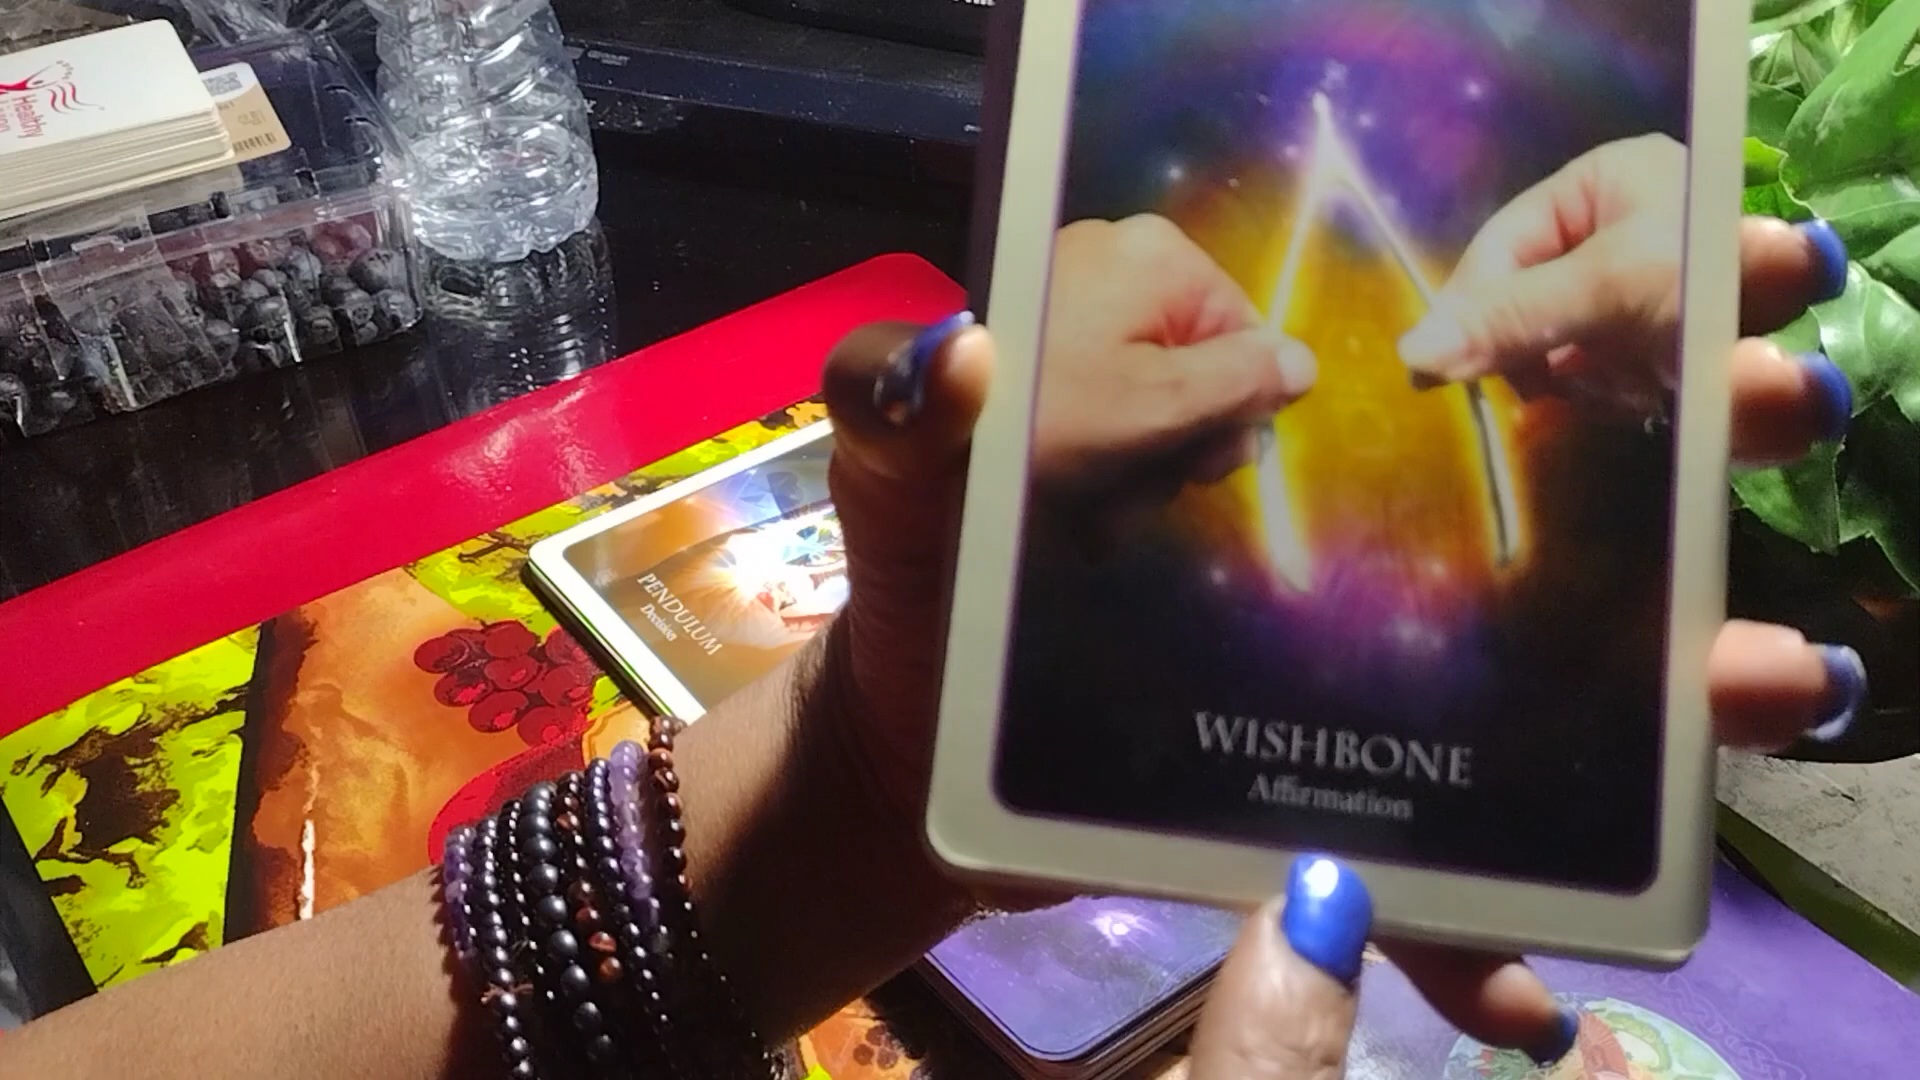 Healthy
PENDULUM
Decision
WISHBONE
Affirmation